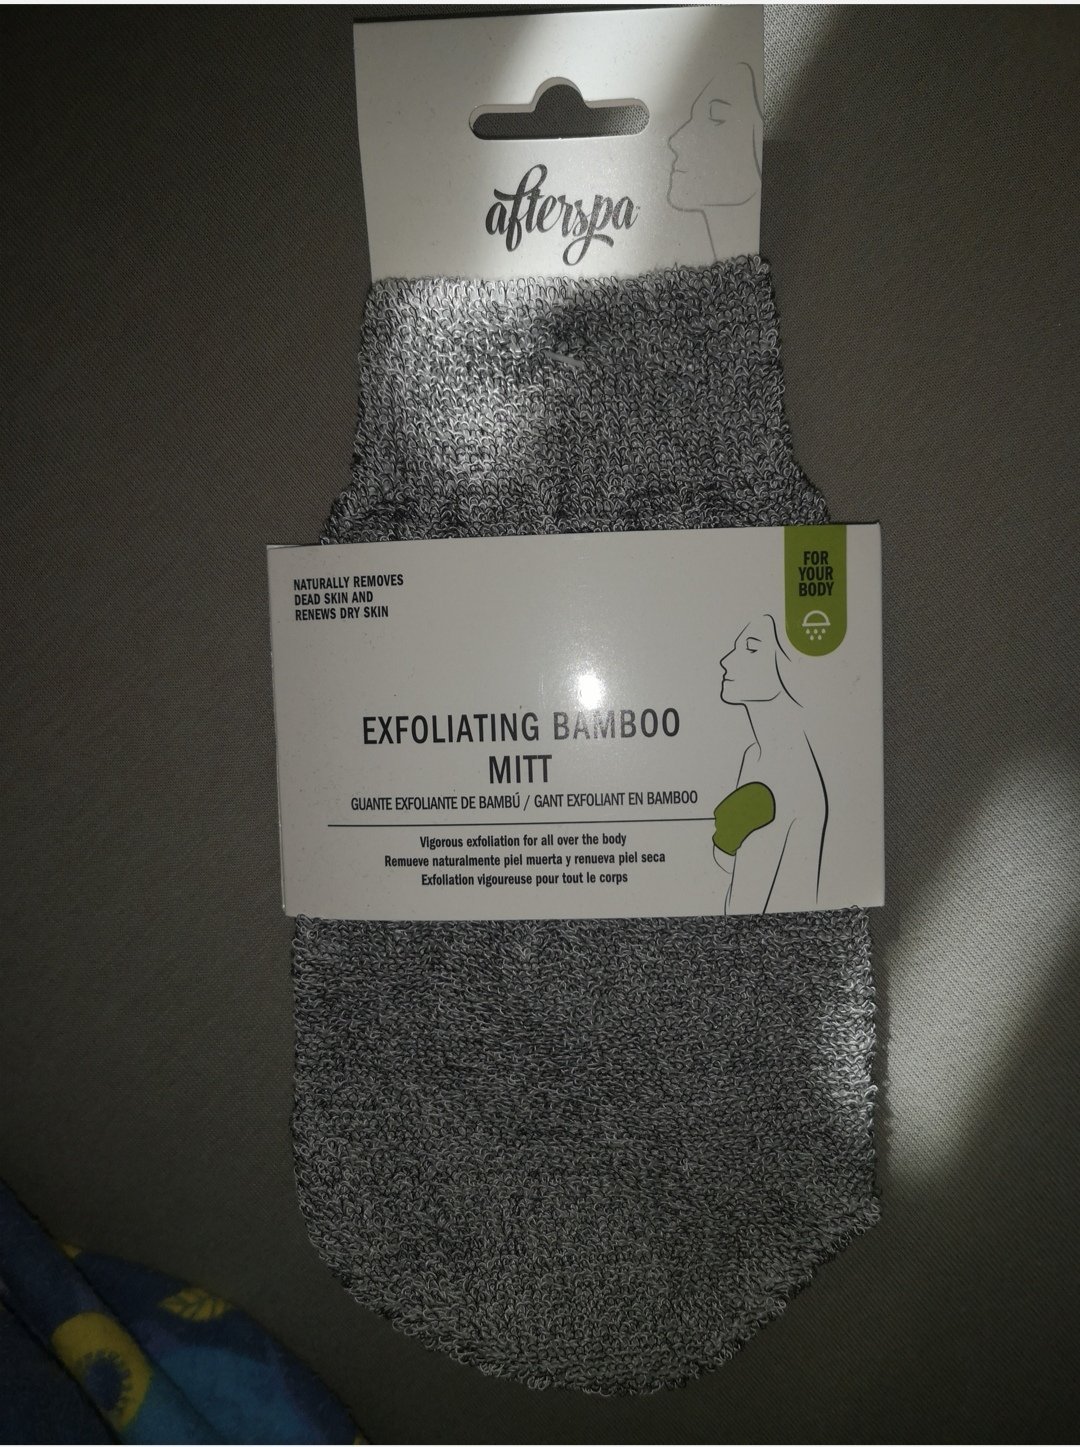 afterspa
NATURALLY REMOVES
DEAD SKIN AND
RENEWS DRY SKIN
FOR
YOUR
BODY
EXFOLIATING BAMBOO
MITT
GUANTE EXFOLIANTE DE BAMBÚ / GANT EXFOLIANT EN BAMBOO
Vigorous exfoliation for all over the body
Remueve naturalmente piel muerta y renueva piel seca
Exfoliation vigoureuse pour tout le corps